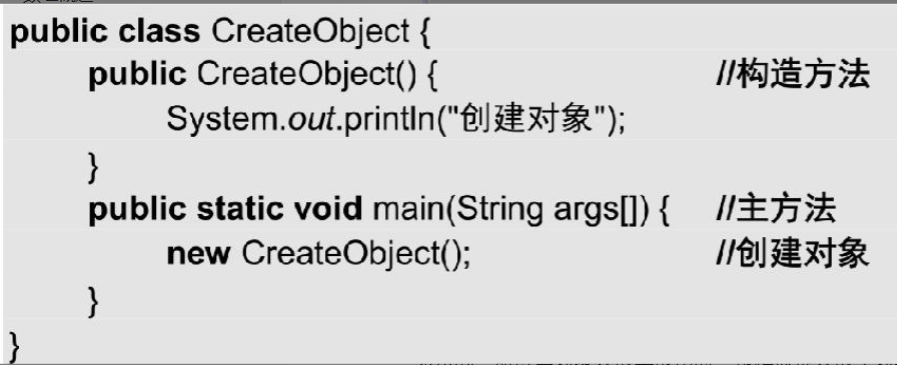 public class CreateObject {
public CreateObject() { //构造方法
System.out.println("创建对象");
}
public static void main(String args[]) { //主方法
new CreateObject(); //创建对象
}
}